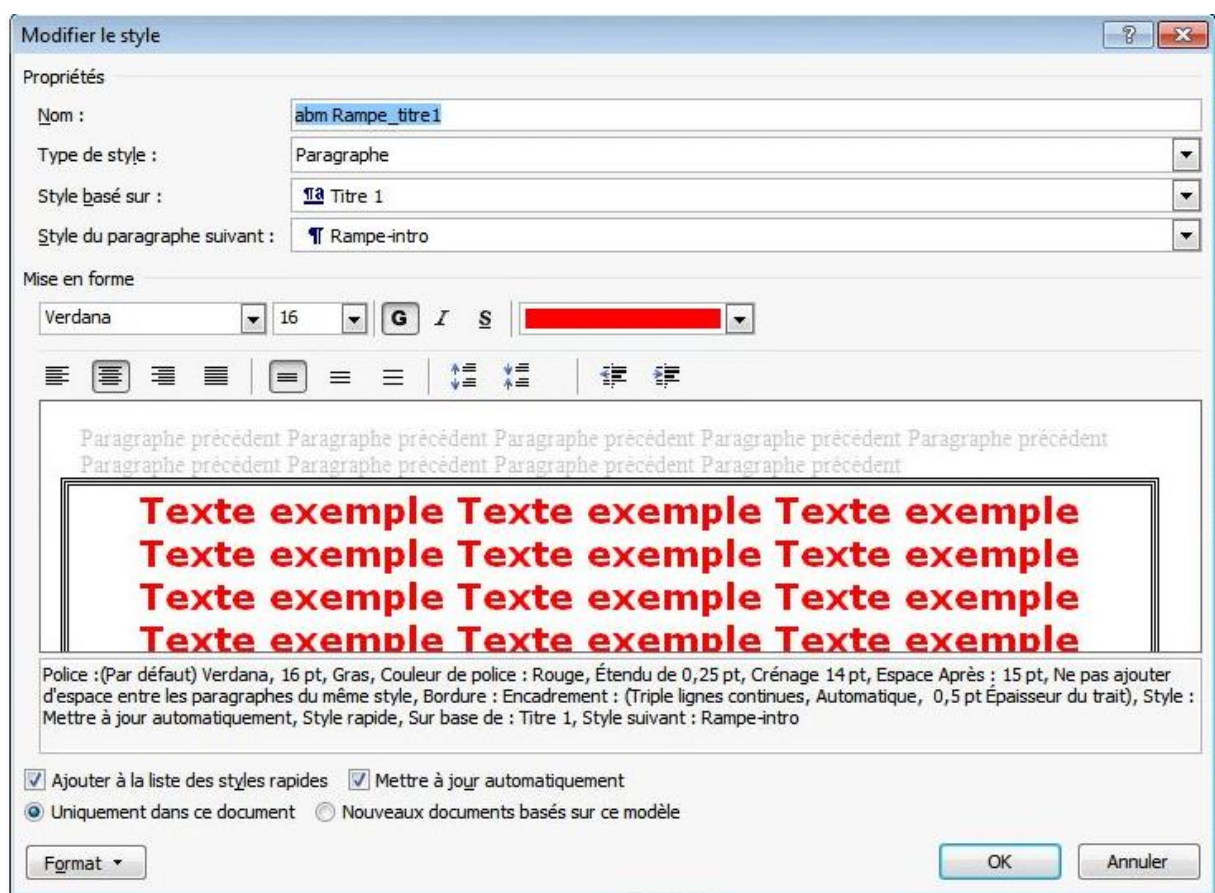 Modifier le style
Propriétés
Nom :
abm Rampe_titre1
Type de style :
Paragraphe
Style basé sur :
Titre 1
Style du paragraphe suivant :
Rampe-intro
Mise en forme
Verdana 16 G I S
Paragraphe précédent Paragraphe précédent Paragraphe précédent Paragraphe précédent Paragraphe précédent
Paragraphe précédent Paragraphe précédent Paragraphe précédent Paragraphe précédent
Texte exemple Texte exemple Texte exemple
Texte exemple Texte exemple Texte exemple
Texte exemple Texte exemple Texte exemple
Texte exemple Texte exemple Texte exemple
Police :(Par défaut) Verdana, 16 pt, Gras, Couleur de police : Rouge, Étendu de 0,25 pt, Crénage 14 pt, Espace Après : 15 pt, Ne pas ajouter
d'espace entre les paragraphes du même style, Bordure : Encadrement : (Triple lignes continues, Automatique,  0,5 pt Épaisseur du trait), Style :
Mettre à jour automatiquement, Style rapide, Sur base de : Titre 1, Style suivant : Rampe-intro
Ajouter à la liste des styles rapides Mettre à jour automatiquement
Uniquement dans ce document Nouveaux documents basés sur ce modèle
Format OK Annuler